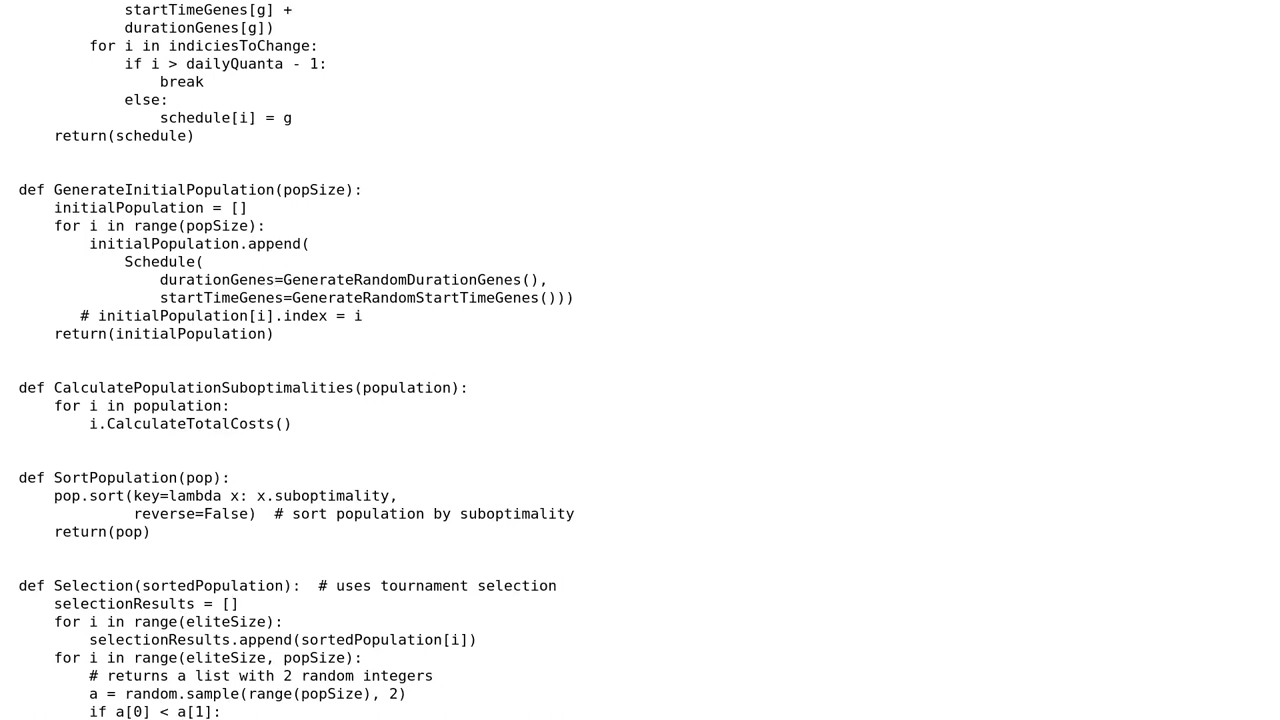 startTimeGenes[g] +
            durationGenes[g])
        for i in indiciesToChange:
            if i > dailyQuanta - 1:
                break
            else:
                schedule[i] = g
    return(schedule)


def GenerateInitialPopulation(popSize):
    initialPopulation = []
    for i in range(popSize):
        initialPopulation.append(
            Schedule(
                durationGenes=GenerateRandomDurationGenes(),
                startTimeGenes=GenerateRandomStartTimeGenes()))
       # initialPopulation[i].index = i
    return(initialPopulation)


def CalculatePopulationSuboptimalities(population):
    for i in population:
        i.CalculateTotalCosts()


def SortPopulation(pop):
    pop.sort(key=lambda x: x.suboptimality,
             reverse=False)  # sort population by suboptimality
    return(pop)


def Selection(sortedPopulation):  # uses tournament selection
    selectionResults = []
    for i in range(eliteSize):
        selectionResults.append(sortedPopulation[i])
    for i in range(eliteSize, popSize):
        # returns a list with 2 random integers
        a = random.sample(range(popSize), 2)
        if a[0] < a[1]: